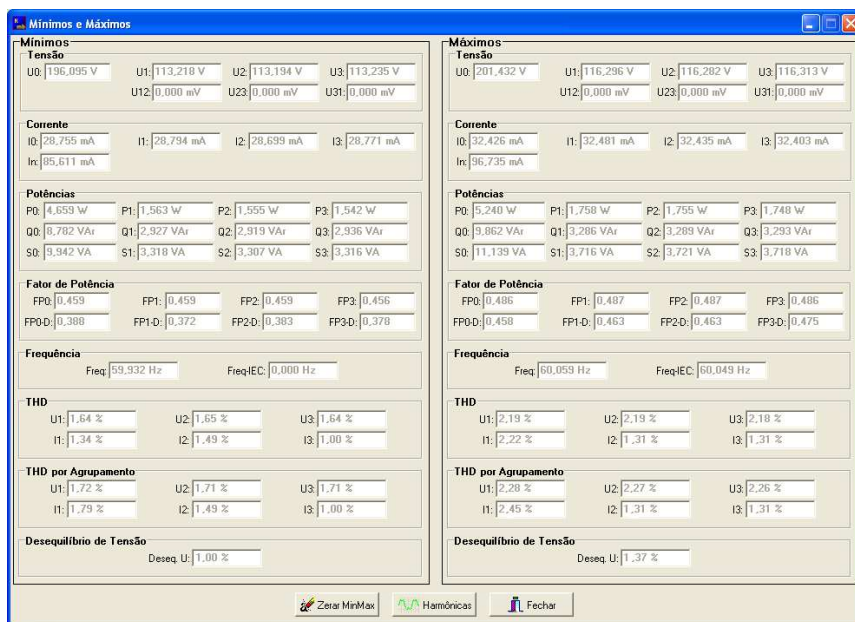 Mínimos e Máximos
Mínimos
Tensão
U0: 196,095 V U1: 113,218 V U2: 113,194 V U3: 113,235 V
U12: 0,000 mV U23: 0,000 mV U31: 0,000 mV
Corrente
I0: 28,755 mA I1: 28,794 mA I2: 28,699 mA I3: 28,771 mA
In: 85,611 mA
Potências
P0: 4,659 W P1: 1,563 W P2: 1,555 W P3: 1,542 W
Q0: 8,782 VAr Q1: 2,927 VAr Q2: 2,919 VAr Q3: 2,936 VAr
S0: 9,942 VA S1: 3,318 VA S2: 3,307 VA S3: 3,316 VA
Fator de Potência
FP0: 0,459 FP1: 0,459 FP2: 0,459 FP3: 0,456
FP0-D: 0,388 FP1-D: 0,372 FP2-D: 0,383 FP3-D: 0,378
Frequência
Freq: 59,932 Hz Freq-IEC: 0,000 Hz
THD
U1: 1,64 % U2: 1,65 % U3: 1,64 %
I1: 1,34 % I2: 1,49 % I3: 1,00 %
THD por Agrupamento
U1: 1,72 % U2: 1,71 % U3: 1,71 %
I1: 1,79 % I2: 1,49 % I3: 1,00 %
Desequilíbrio de Tensão
Deseq. U: 1,00 %
Máximos
Tensão
U0: 201,432 V U1: 116,296 V U2: 116,282 V U3: 116,313 V
U12: 0,000 mV U23: 0,000 mV U31: 0,000 mV
Corrente
I0: 32,426 mA I1: 32,481 mA I2: 32,435 mA I3: 32,403 mA
In: 96,735 mA
Potências
P0: 5,240 W P1: 1,758 W P2: 1,755 W P3: 1,748 W
Q0: 9,862 VAr Q1: 3,286 VAr Q2: 3,289 VAr Q3: 3,293 VAr
S0: 11,139 VA S1: 3,716 VA S2: 3,721 VA S3: 3,718 VA
Fator de Potência
FP0: 0,486 FP1: 0,487 FP2: 0,487 FP3: 0,486
FP0-D: 0,458 FP1-D: 0,463 FP2-D: 0,463 FP3-D: 0,475
Frequência
Freq: 60,059 Hz Freq-IEC: 60,049 Hz
THD
U1: 2,19 % U2: 2,19 % U3: 2,18 %
I1: 2,22 % I2: 1,31 % I3: 1,31 %
THD por Agrupamento
U1: 2,28 % U2: 2,27 % U3: 2,26 %
I1: 2,45 % I2: 1,31 % I3: 1,31 %
Desequilíbrio de Tensão
Deseq. U: 1,37 %
Zerar MinMax Harmônicas Fechar